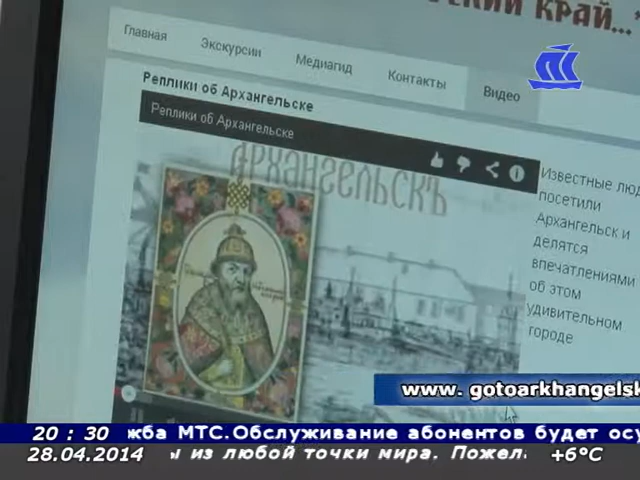 КРАЙ...
Главная Экскурсии Медиагид Контакты Видео
Реплики об Архангельске
Реплики об Архангельске
АРХАНГЕЛЬСКЪ
Известные люд
посетили
Архангельск и
делятся
впечатлениями
об этом
удивительном
городе
www. gotoarkhangelsk
20 : 30 жба МТС.Обслуживание абонентов будет осу
28.04.2014 ы из любой точки мира. Пожел +6°C